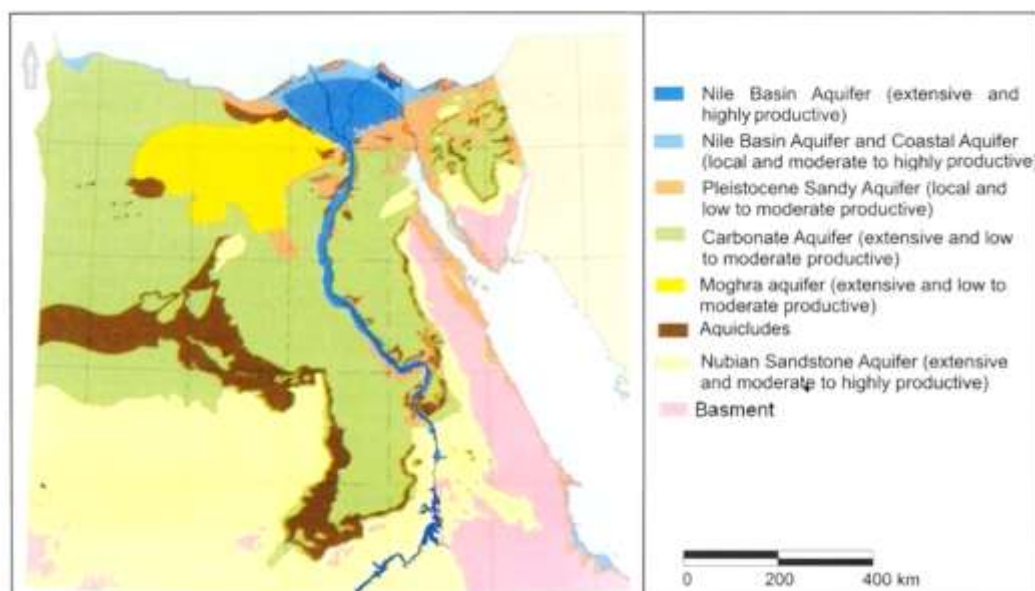 Nile Basin Aquifer (extensive and
highly productive)
Nile Basin Aquifer and Coastal Aquifer
(local and moderate to highly productive)
Pleistocene Sandy Aquifer (local and
low to moderate productive)
Carbonate Aquifer (extensive and low
to moderate productive)
Moghra aquifer (extensive and low to
moderate productive)
Aquicludes
Nubian Sandstone Aquifer (extensive
and moderate to highly productive)
Basment
0 200 400 km